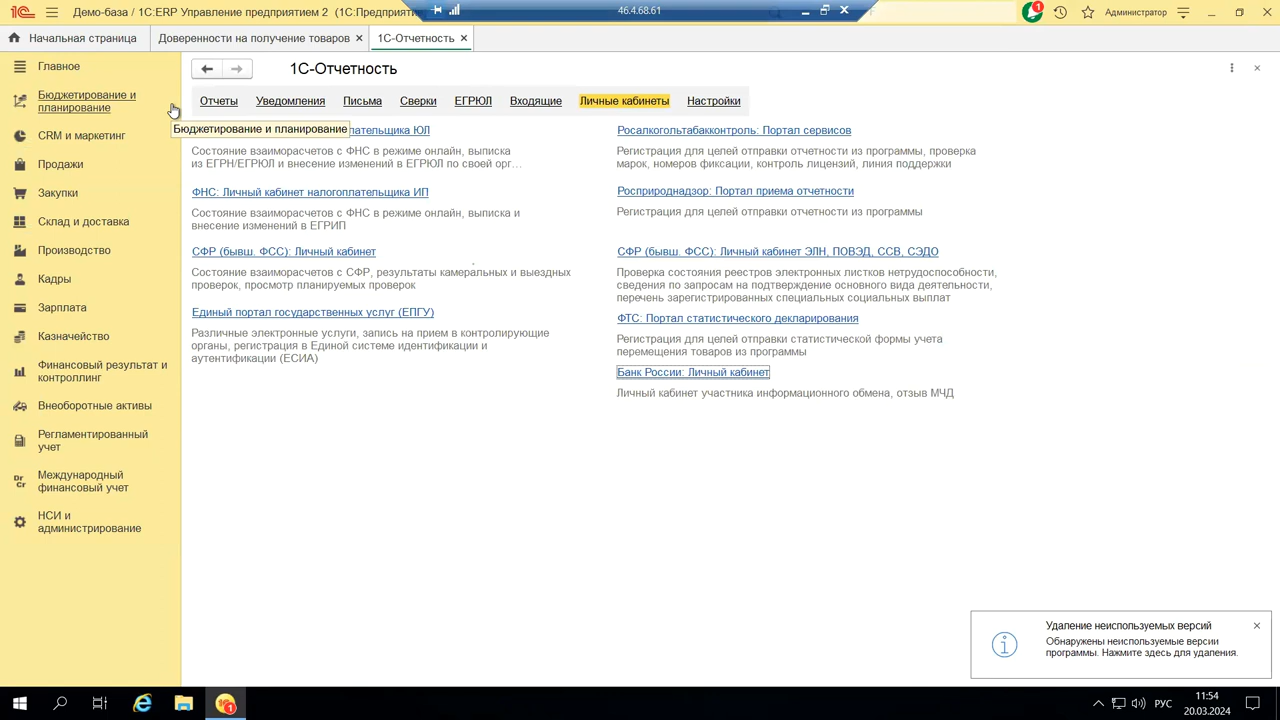 Демо-база / 1С:ERP Управление предприятием 2 (1С:Предприятие
46.4.68.61
1
Администратор
Начальная страница
Доверенности на получение товаров
1С-Отчетность
Главное
Бюджетирование и
планирование
CRM и маркетинг
Продажи
Закупки
Склад и доставка
Производство
Кадры
Зарплата
Казначейство
Финансовый результат и
контроллинг
Внеоборотные активы
Регламентированный
учет
Dr
Cr
Международный
финансовый учет
НСИ и
администрирование
Бюджетирование и планирование
1С-Отчетность
Отчеты
Уведомления
Письма
Сверки
ЕГРЮЛ
Входящие
Личные кабинеты
Настройки
плательщика ЮЛ
Состояние взаиморасчетов с ФНС в режиме онлайн, выписка
из ЕГРН/ЕГРЮЛ и внесение изменений в ЕГРЮЛ по своей орг…
ФНС: Личный кабинет налогоплательщика ИП
Состояние взаиморасчетов с ФНС в режиме онлайн, выписка и
внесение изменений в ЕГРИП
СФР (бывш. ФСС): Личный кабинет
Состояние взаиморасчетов с СФР, результаты камеральных и выездных
проверок, просмотр планируемых проверок
Единый портал государственных услуг (ЕПГУ)
Различные электронные услуги, запись на прием в контролирующие
органы, регистрация в Единой системе идентификации и
аутентификации (ЕСИА)
Росалкогольтабакконтроль: Портал сервисов
Регистрация для целей отправки отчетности из программы, проверка
марок, номеров фиксации, контроль лицензий, линия поддержки
Росприроднадзор: Портал приема отчетности
Регистрация для целей отправки отчетности из программы
СФР (бывш. ФСС): Личный кабинет ЭЛН, ПОВЭД, ССВ, СЭДО
Проверка состояния реестров электронных листков нетрудоспособности,
сведения по запросам на подтверждение основного вида деятельности,
перечень зарегистрированных специальных социальных выплат
ФТС: Портал статистического декларирования
Регистрация для целей отправки статистической формы учета
перемещения товаров из программы
Банк России: Личный кабинет
Личный кабинет участника информационного обмена, отзыв МЧД
Удаление неиспользуемых версий
Обнаружены неиспользуемые версии
программы. Нажмите здесь для удаления.
1
РУС
11:54
20.03.2024